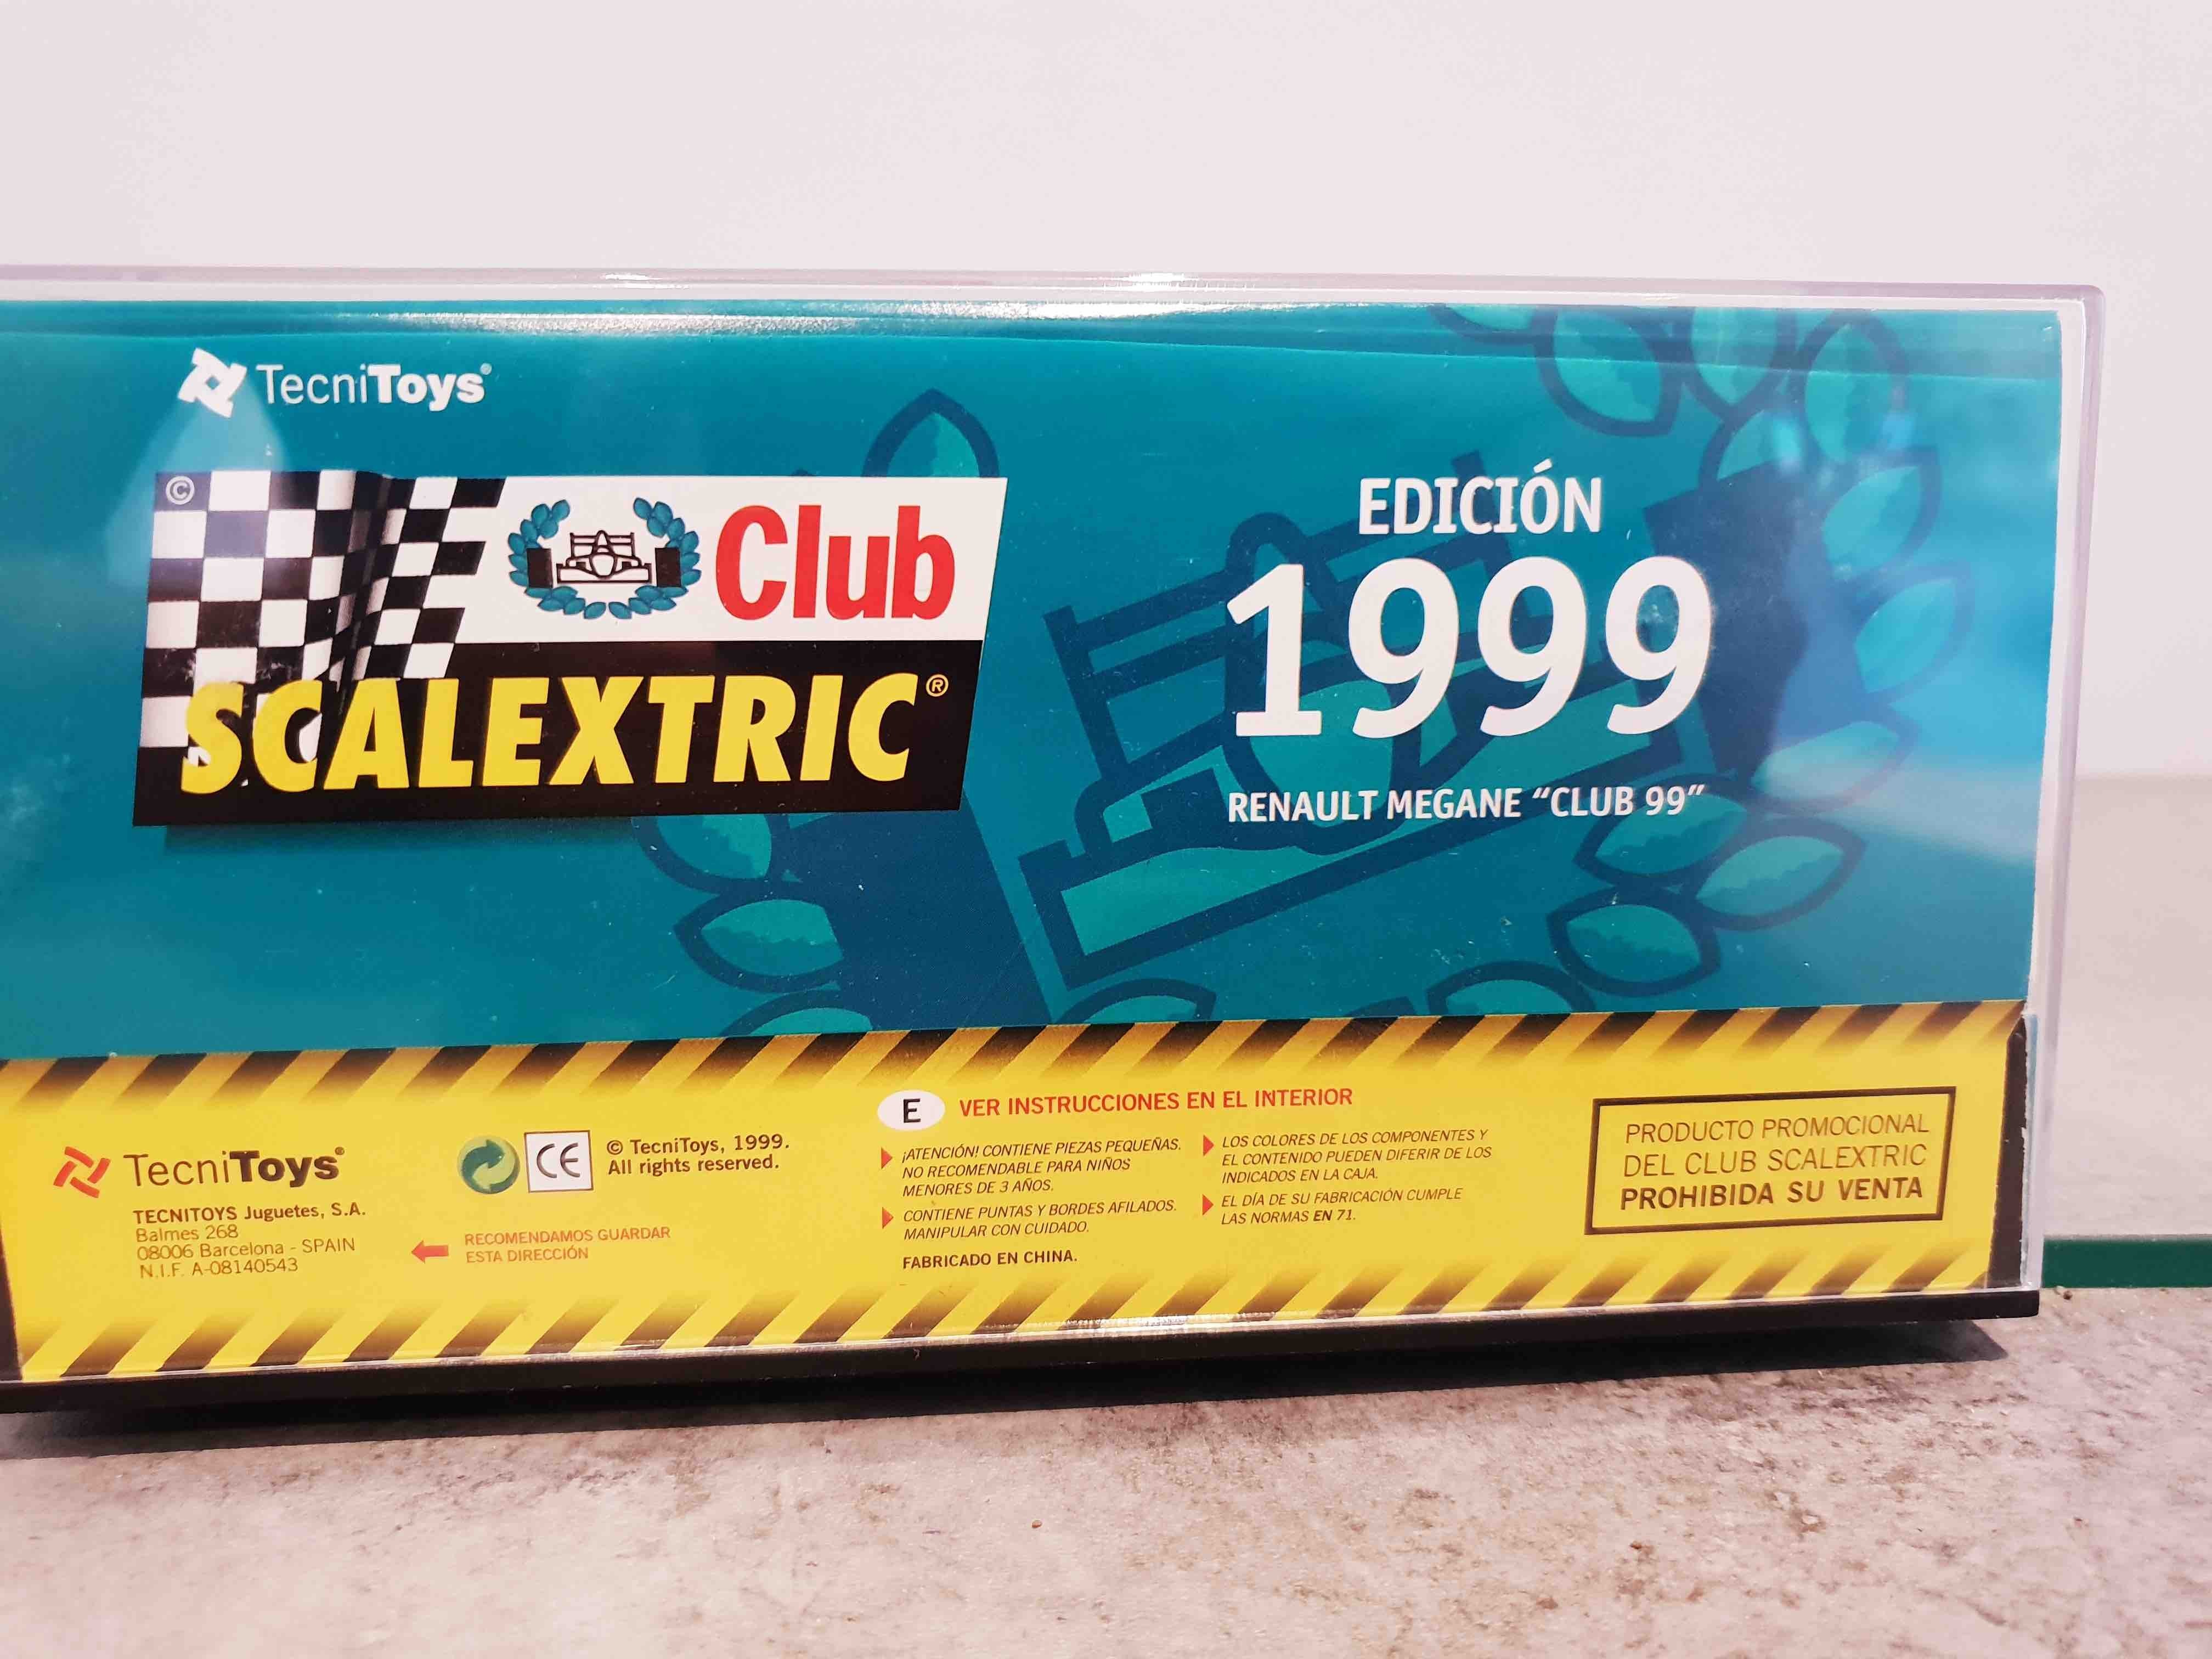 TecniToys®
©
Club
SCALEXTRIC®
EDICIÓN
1999
RENAULT MEGANE “CLUB 99”
TecniToys®
TECNITOYS Juguetes, S.A.
Balmes 268
08006 Barcelona - SPAIN
N.I.F. A-08140543
CE
© TecniToys, 1999.
All rights reserved.
RECOMENDAMOS GUARDAR
ESTA DIRECCIÓN
E VER INSTRUCCIONES EN EL INTERIOR
¡ATENCIÓN! CONTIENE PIEZAS PEQUEÑAS.
NO RECOMENDABLE PARA NIÑOS
MENORES DE 3 AÑOS.
CONTIENE PUNTAS Y BORDES AFILADOS.
MANIPULAR CON CUIDADO.
FABRICADO EN CHINA.
LOS COLORES DE LOS COMPONENTES Y
EL CONTENIDO PUEDEN DIFERIR DE LOS
INDICADOS EN LA CAJA.
EL DÍA DE SU FABRICACIÓN CUMPLE
LAS NORMAS EN 71.
PRODUCTO PROMOCIONAL
DEL CLUB SCALEXTRIC
PROHIBIDA SU VENTA